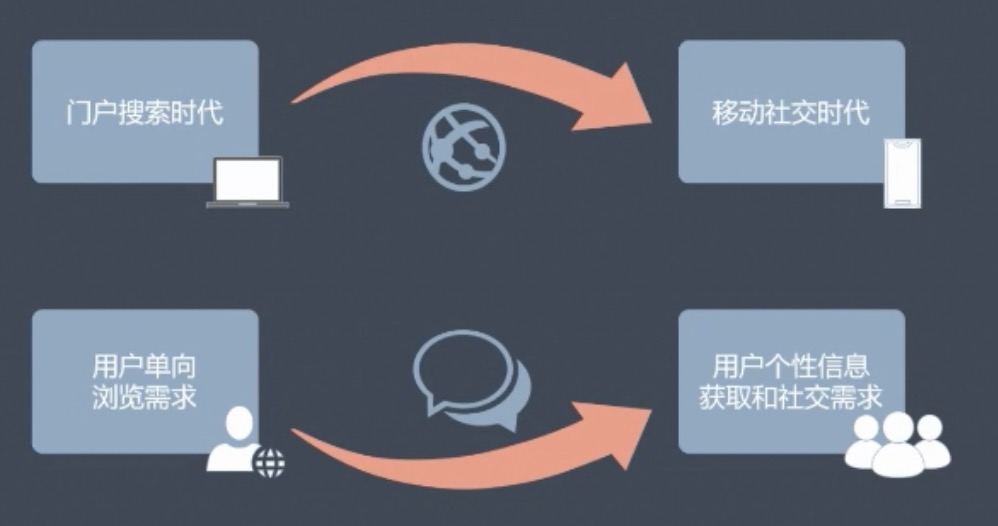 门户搜索时代
移动社交时代
用户单向
浏览需求
用户个性信息
获取和社交需求